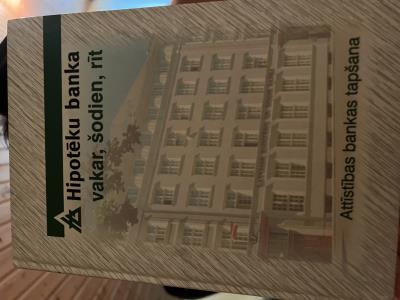 Hipotēku banka
vakar, šodien, rīt
Attīstības bankas tapšana